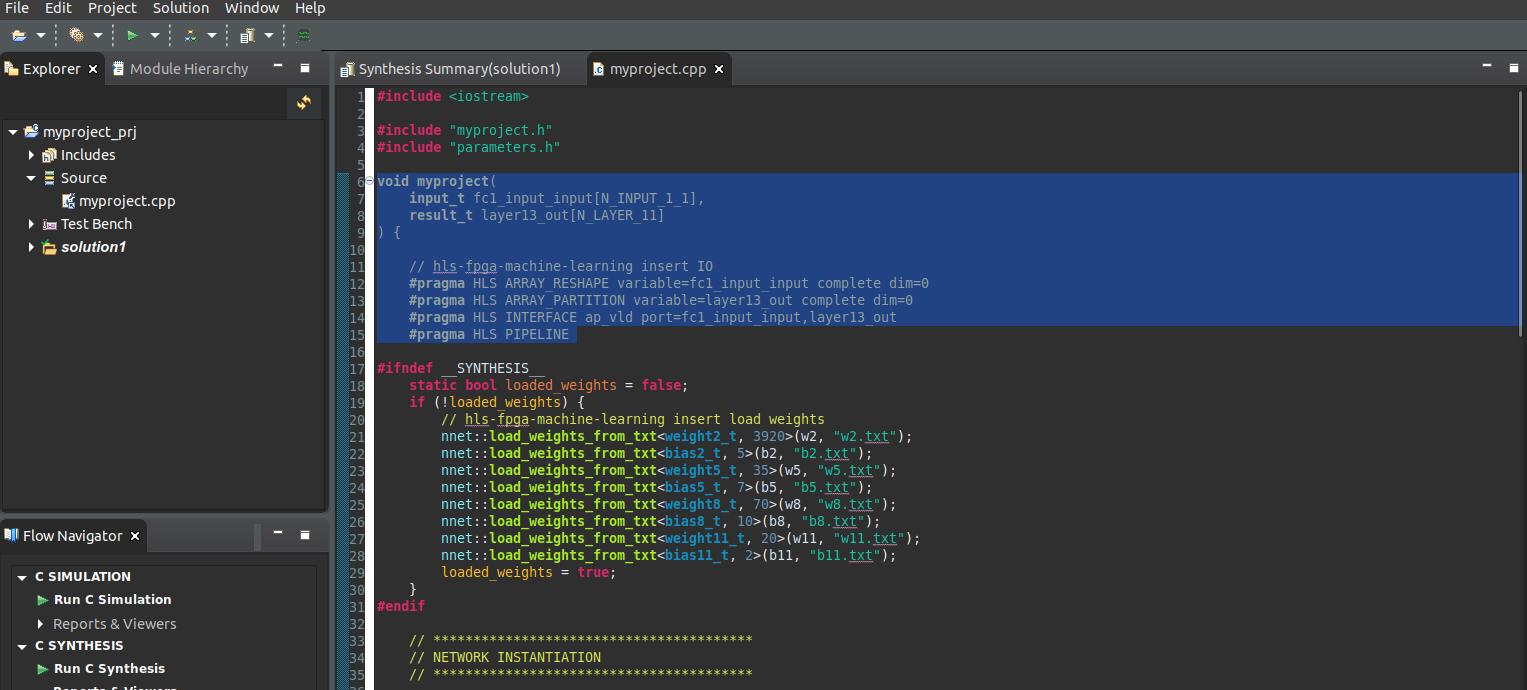 File Edit Project Solution Window Help
Explorer Module Hierarchy
myproject_prj
Includes
Source
myproject.cpp
Test Bench
solution1
Flow Navigator
C SIMULATION
Run C Simulation
Reports & Viewers
C SYNTHESIS
Run C Synthesis
Reports & Viewers
Synthesis Summary(solution1) myproject.cpp
1 #include <iostream>
2
3 #include "myproject.h"
4 #include "parameters.h"
5
6 void myproject(
7     input_t fc1_input_input[N_INPUT_1_1],
8     result_t layer13_out[N_LAYER_11]
9 ) {
10
11     // hls-fpga-machine-learning insert IO
12     #pragma HLS ARRAY_RESHAPE variable=fc1_input_input complete dim=0
13     #pragma HLS ARRAY_PARTITION variable=layer13_out complete dim=0
14     #pragma HLS INTERFACE ap_vld port=fc1_input_input,layer13_out
15     #pragma HLS PIPELINE
16
17 #ifndef __SYNTHESIS__
18     static bool loaded_weights = false;
19     if (!loaded_weights) {
20         // hls-fpga-machine-learning insert load weights
21         nnet::load_weights_from_txt<weight2_t, 3920>(w2, "w2.txt");
22         nnet::load_weights_from_txt<bias2_t, 5>(b2, "b2.txt");
23         nnet::load_weights_from_txt<weight5_t, 35>(w5, "w5.txt");
24         nnet::load_weights_from_txt<bias5_t, 7>(b5, "b5.txt");
25         nnet::load_weights_from_txt<weight8_t, 70>(w8, "w8.txt");
26         nnet::load_weights_from_txt<bias8_t, 10>(b8, "b8.txt");
27         nnet::load_weights_from_txt<weight11_t, 20>(w11, "w11.txt");
28         nnet::load_weights_from_txt<bias11_t, 2>(b11, "b11.txt");
29         loaded_weights = true;
30     }
31 #endif
32
33     // ****************************************
34     // NETWORK INSTANTIATION
35     // ****************************************